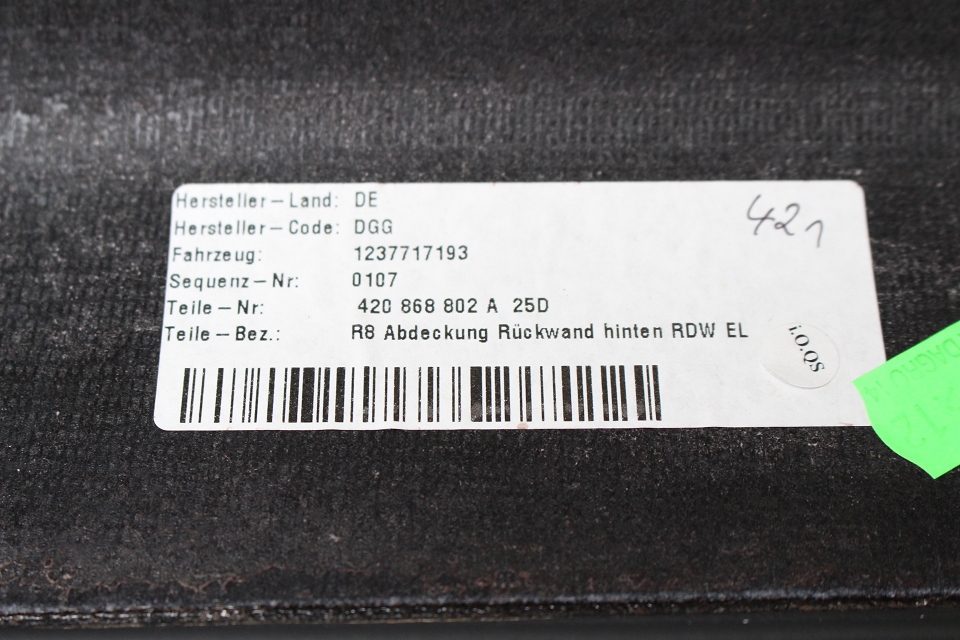 Hersteller-Land: DE
Hersteller-Code: DGG
Fahrzeug: 1237717193
Sequenz-Nr: 0107
Teile-Nr: 420 868 802 A 25D
Teile-Bez.: R8 Abdeckung Rückwand hinten RDW EL
421
i.O.QS